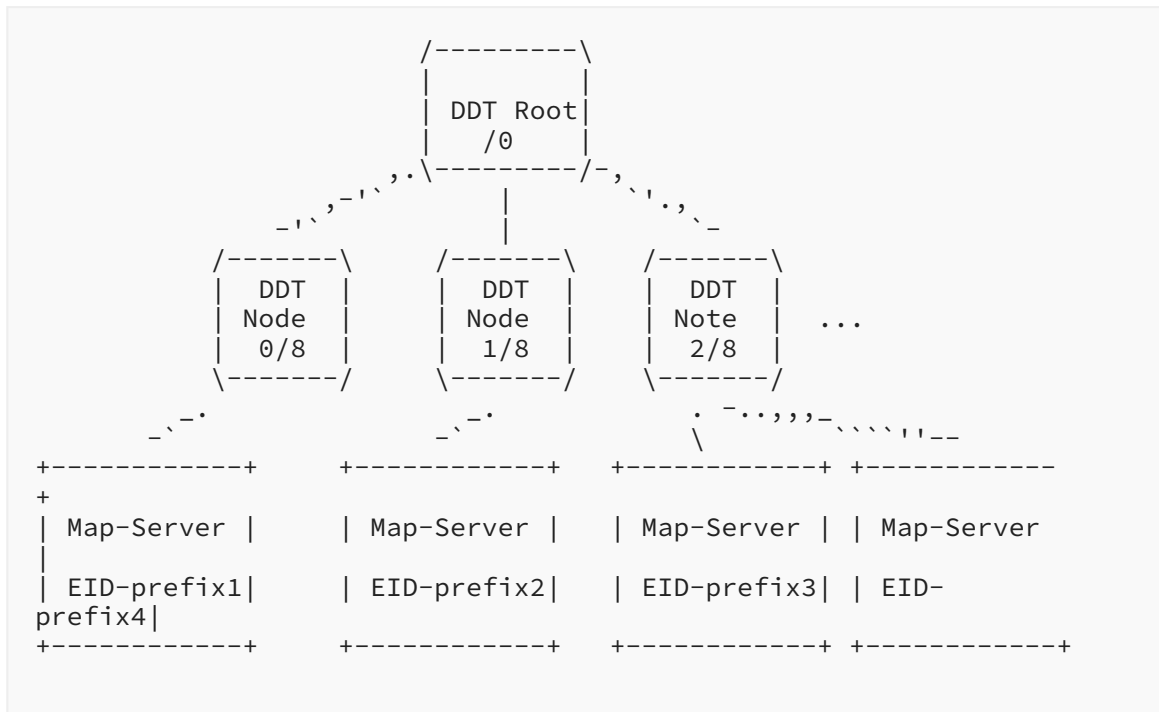 DDT Root
/0
DDT DDT DDT
Node Node Note ...
0/8 1/8 2/8
Map-Server Map-Server Map-Server Map-Server
EID-prefix1 EID-prefix2 EID-prefix3 EID-
prefix4